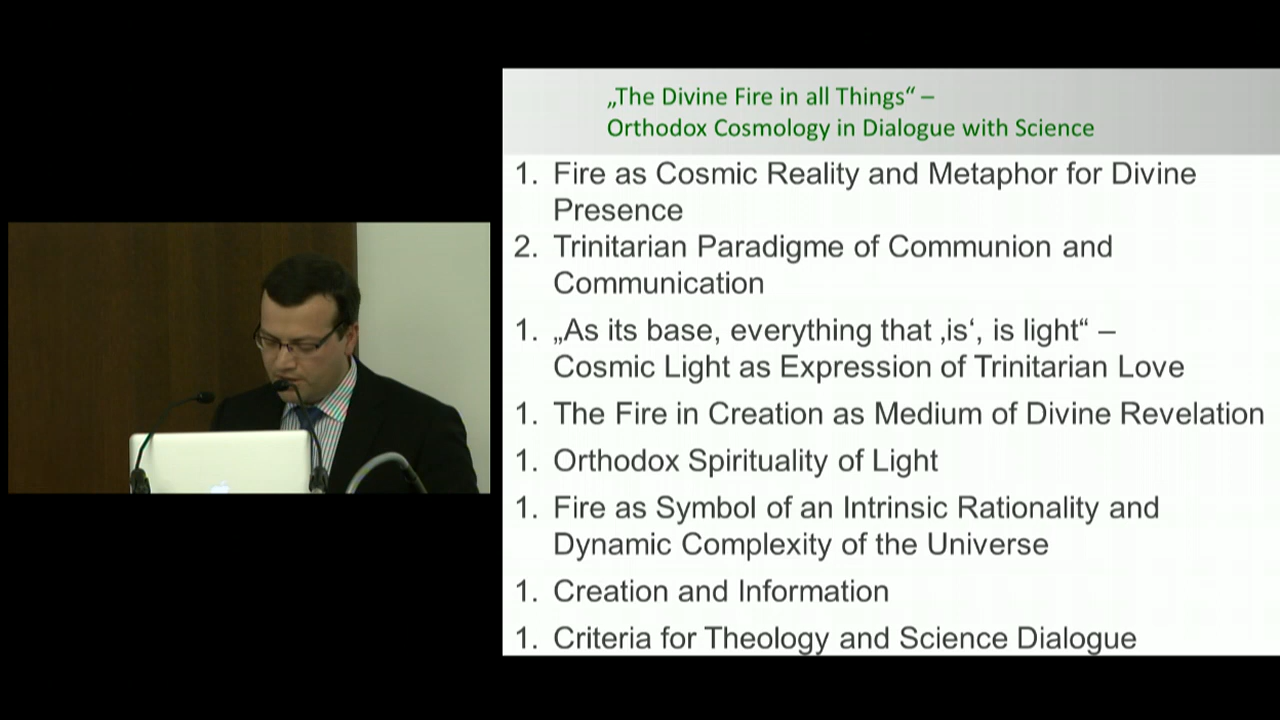 „The Divine Fire in all Things“ –
Orthodox Cosmology in Dialogue with Science
1. Fire as Cosmic Reality and Metaphor for Divine
Presence
2. Trinitarian Paradigme of Communion and
Communication
1. „As its base, everything that ‚is‘, is light“ –
Cosmic Light as Expression of Trinitarian Love
1. The Fire in Creation as Medium of Divine Revelation
1. Orthodox Spirituality of Light
1. Fire as Symbol of an Intrinsic Rationality and
Dynamic Complexity of the Universe
1. Creation and Information
1. Criteria for Theology and Science Dialogue